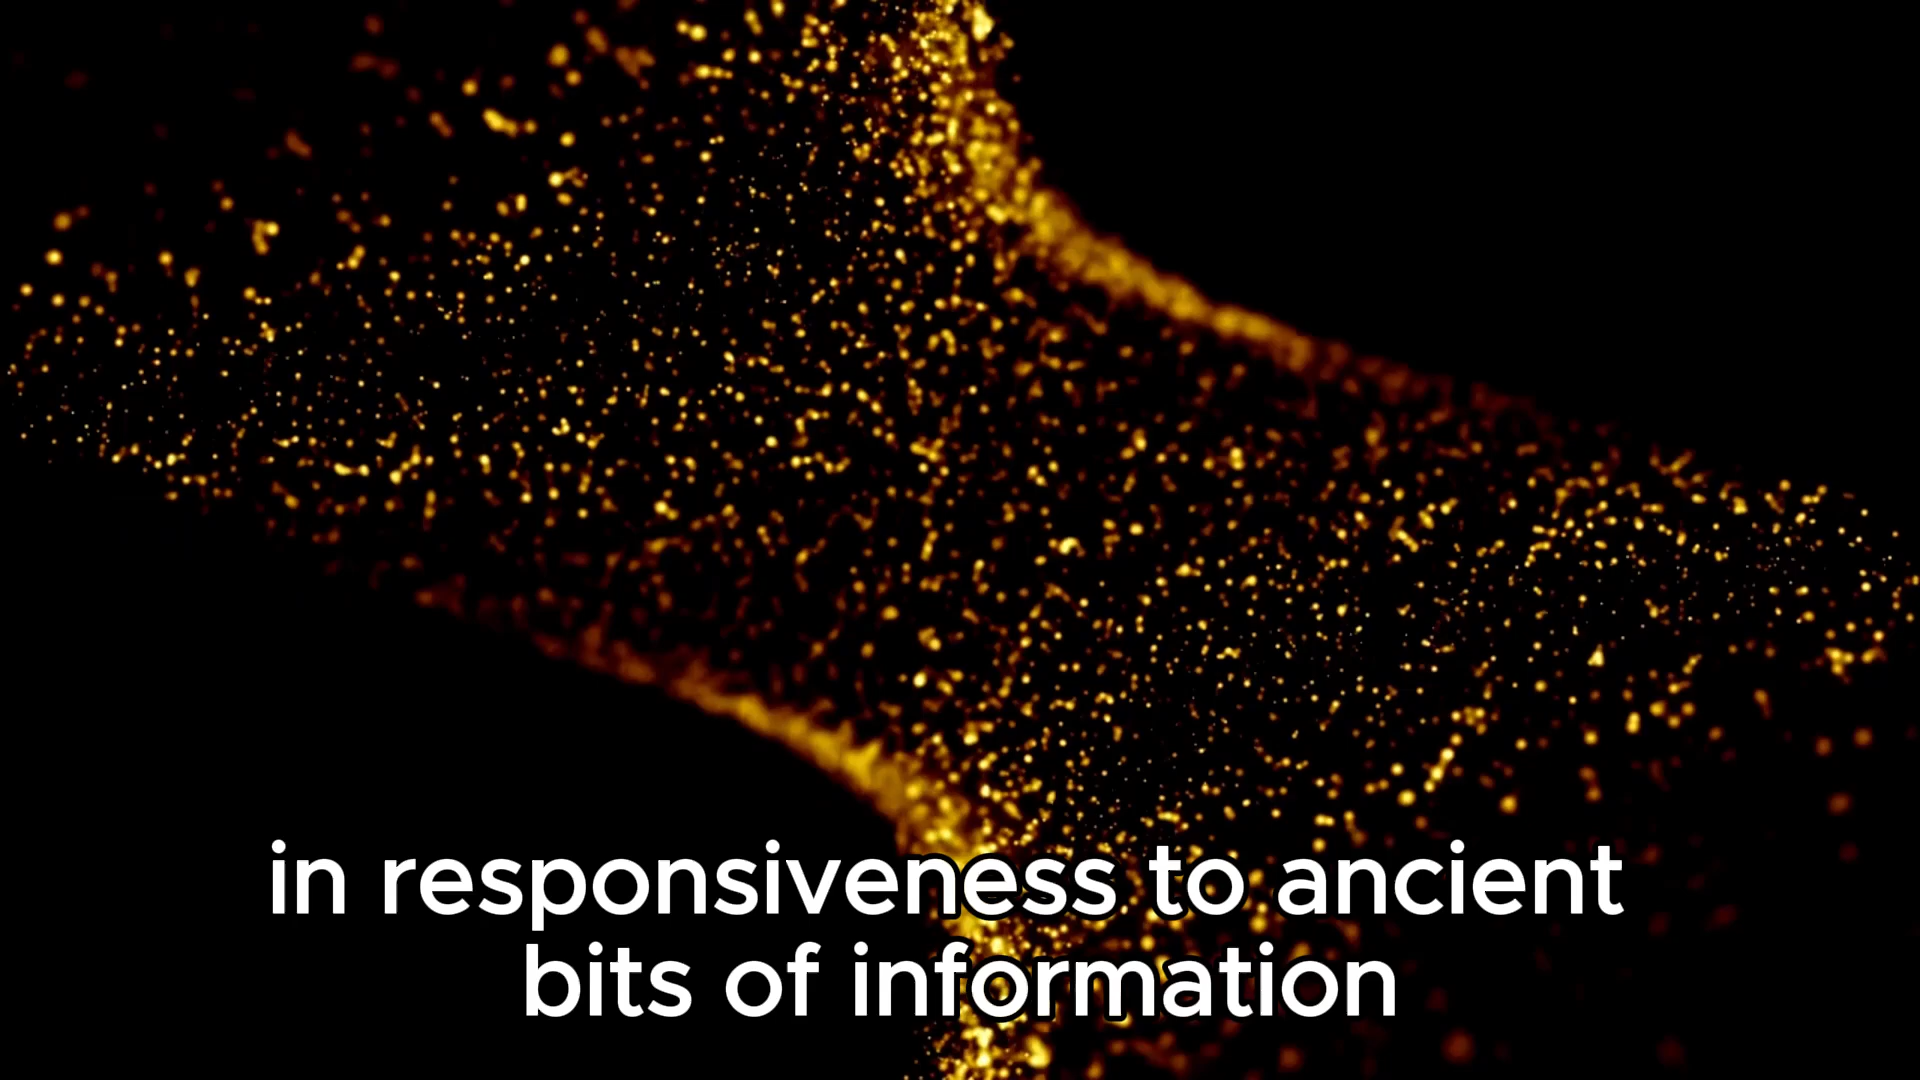 in responsiveness to ancient
bits of information